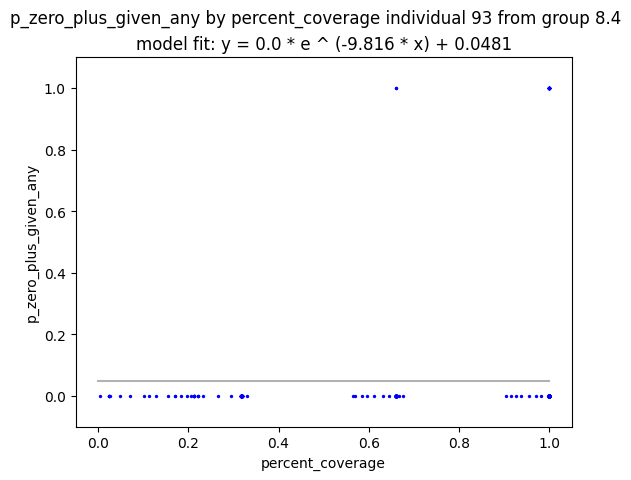 p_zero_plus_given_any by percent_coverage individual 93 from group 8.4
model fit: y = 0.0 * e ^ (-9.816 * x) + 0.0481
1.0
0.8
0.6
0.4
0.2
0.0
p_zero_plus_given_any
0.0 0.2 0.4 0.6 0.8 1.0
percent_coverage